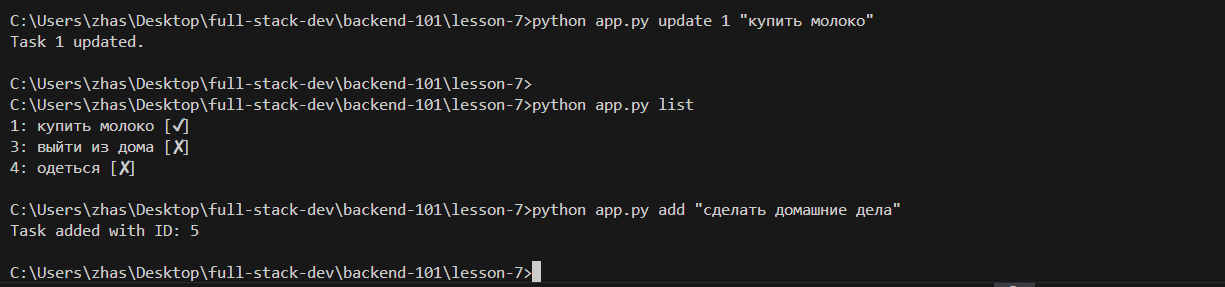 C:\Users\zhas\Desktop\full-stack-dev\backend-101\lesson-7>python app.py update 1 "купить молоко"
Task 1 updated.
C:\Users\zhas\Desktop\full-stack-dev\backend-101\lesson-7>
C:\Users\zhas\Desktop\full-stack-dev\backend-101\lesson-7>python app.py list
1: купить молоко [✔]
3: выйти из дома [✘]
4: одеться [✘]
C:\Users\zhas\Desktop\full-stack-dev\backend-101\lesson-7>python app.py add "сделать домашние дела"
Task added with ID: 5
C:\Users\zhas\Desktop\full-stack-dev\backend-101\lesson-7>